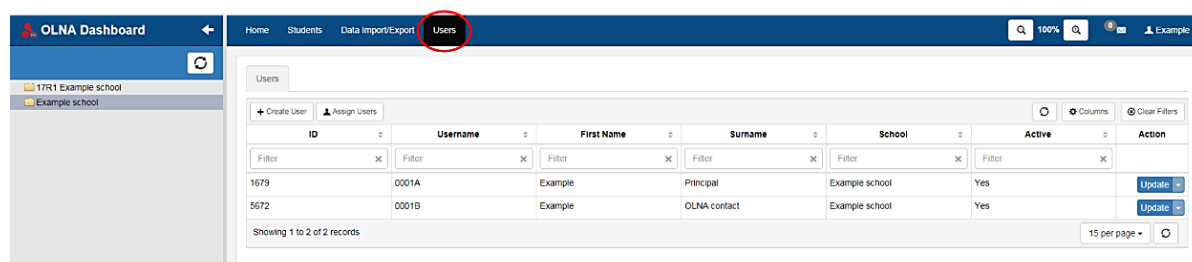 OLNA Dashboard
Home Students Data Import/Export Users
100%
0
Example
17R1 Example school
Example school
Users
Create User Assign Users
Columns Clear Filters
ID Username First Name Surname School Active Action
Filter Filter Filter Filter Filter Filter
1679 0001A Example Principal Example school Yes Update
5672 0001B Example OLNA contact Example school Yes Update
Showing 1 to 2 of 2 records
15 per page